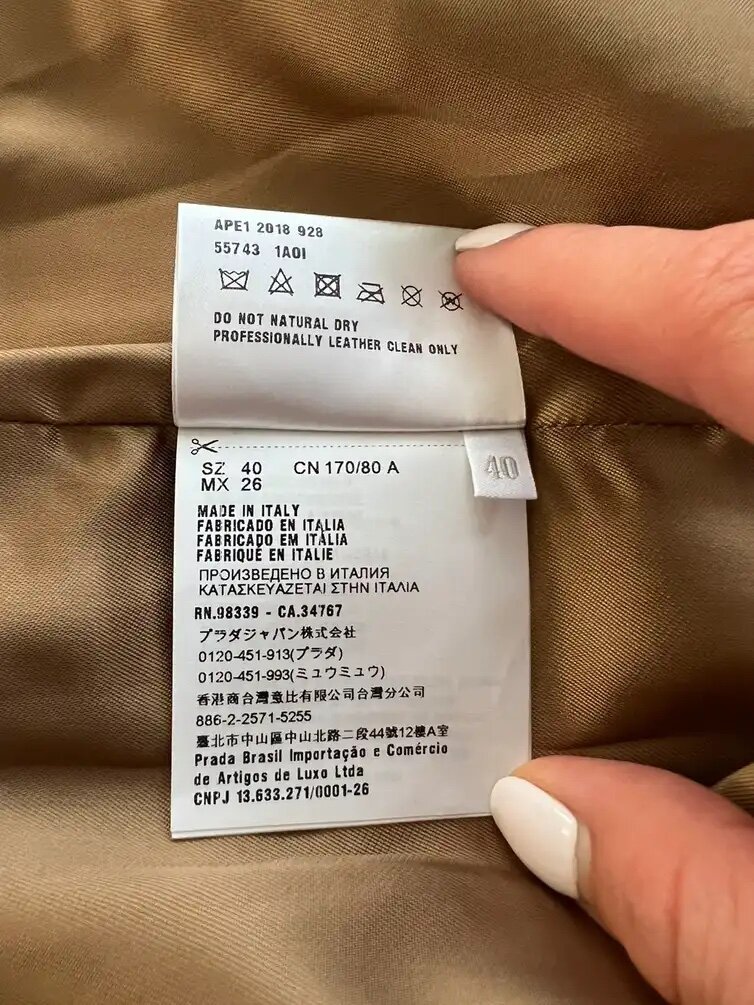 APE1 2018 928
55743 1AOI
DO NOT NATURAL DRY
PROFESSIONALLY LEATHER CLEAN ONLY
SZ 40 CN 170/80 A
MX 26
40
MADE IN ITALY
FABRICADO EN ITALIA
FABRICADO EM ITÁLIA
FABRIQUÉ EN ITALIE
ПРОИЗВЕДЕНО В ИТАЛИЯ
ΚΑΤΑΣΚΕΥΑΖΕΤΑΙ ΣΤΗΝ ΙΤΑΛΙΑ
RN.98339 - CA.34767
プラダジャパン株式会社
0120-451-913(プラダ)
0120-451-993(ミュウミュウ)
香港商台灣意比有限公司台灣分公司
886-2-2571-5255
臺北市中山區中山北路二段44號12樓A室
Prada Brasil Importação e Comércio
de Artigos de Luxo Ltda
CNPJ 13.633.271/0001-26